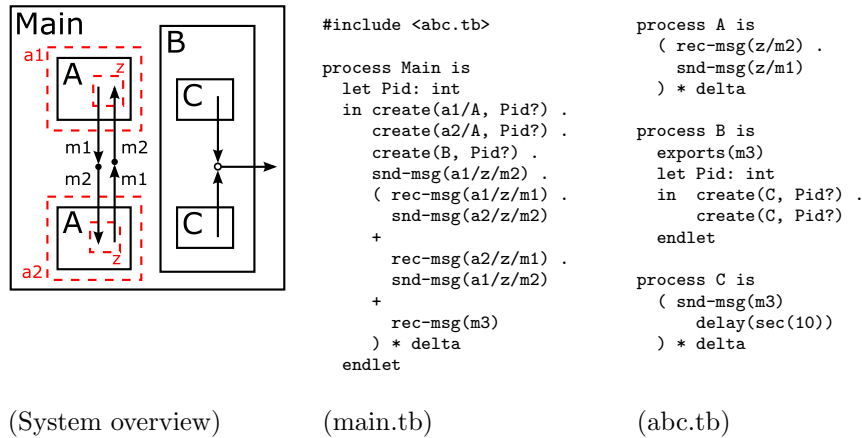 Main
a1
A
z
m1
m2
m2
m1
A
z
a2
B
C
C
(System overview)
#include <abc.tb>
process Main is
let Pid: int
in create(a1/A, Pid?) .
create(a2/A, Pid?) .
create(B, Pid?) .
snd-msg(a1/z/m2) .
( rec-msg(a1/z/m1) .
snd-msg(a2/z/m2)
+
rec-msg(a2/z/m1) .
snd-msg(a1/z/m2)
+
rec-msg(m3)
) * delta
endlet
(main.tb)
process A is
( rec-msg(z/m2) .
snd-msg(z/m1)
) * delta
process B is
exports(m3)
let Pid: int
in create(C, Pid?) .
create(C, Pid?)
endlet
process C is
( snd-msg(m3)
delay(sec(10))
) * delta
(abc.tb)